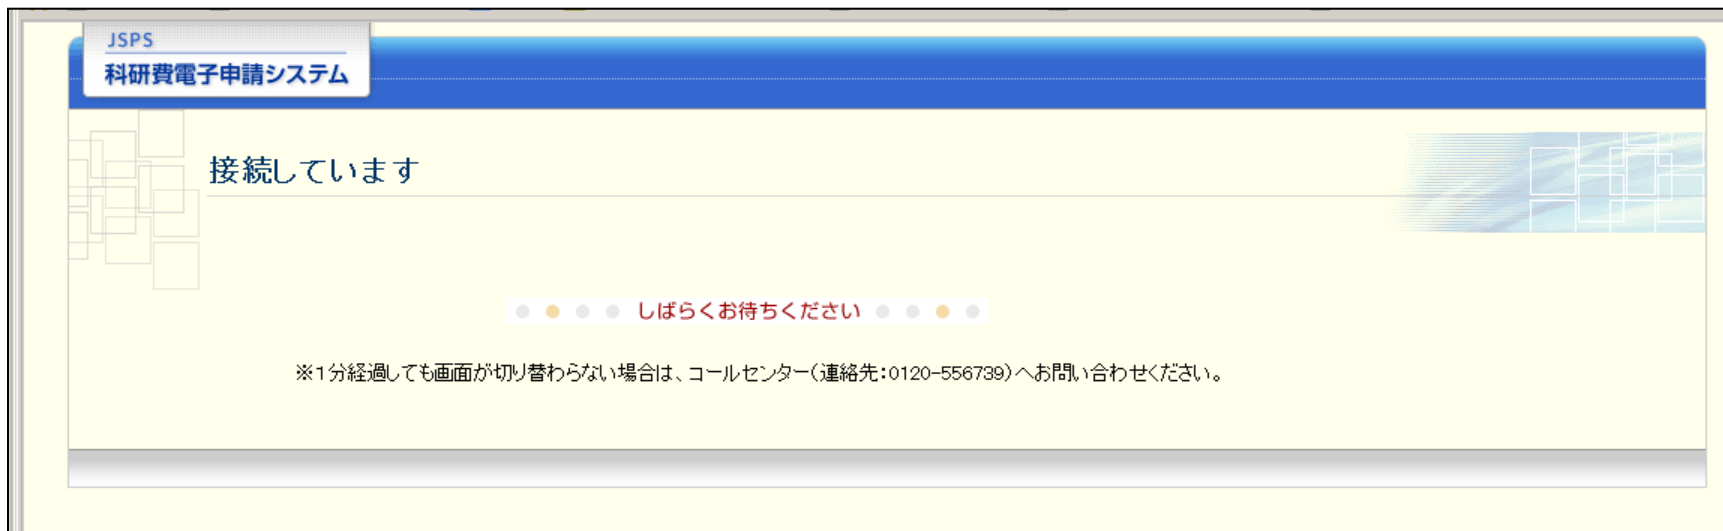 JSPS
科研費電子申請システム
接続しています
しばらくお待ちください
※1分経過しても画面が切り替わらない場合は、コールセンター(連絡先:0120-556739)へお問い合わせください。